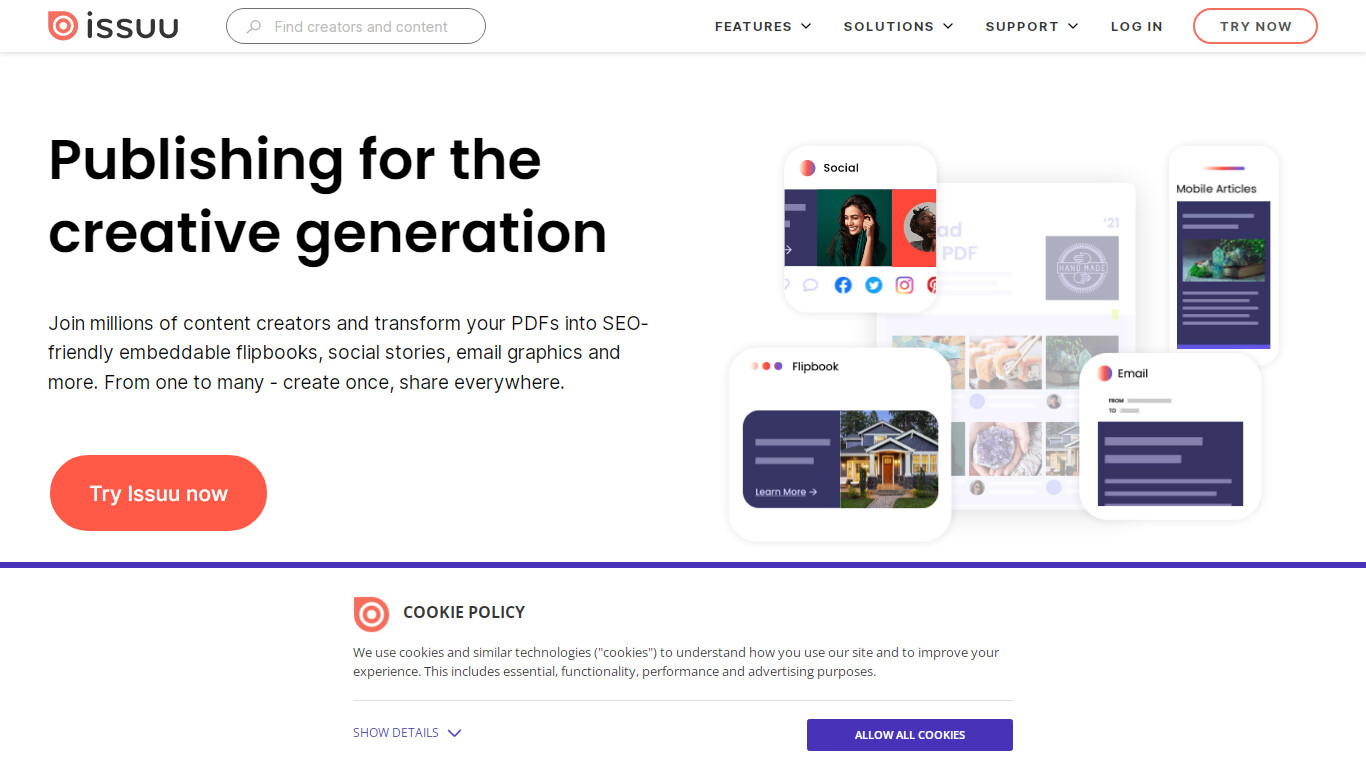 issuu
Find creators and content
FEATURES
SOLUTIONS
SUPPORT
LOG IN
TRY NOW
Publishing for the
creative generation
Join millions of content creators and transform your PDFs into SEO-
friendly embeddable flipbooks, social stories, email graphics and
more. From one to many - create once, share everywhere.
Try Issuu now
Social
'21
PDF
HAND MADE
Mobile Articles
Flipbook
Learn More →
Email
FROM
TO
COOKIE POLICY
We use cookies and similar technologies ("cookies") to understand how you use our site and to improve your
experience. This includes essential, functionality, performance and advertising purposes.
SHOW DETAILS
ALLOW ALL COOKIES